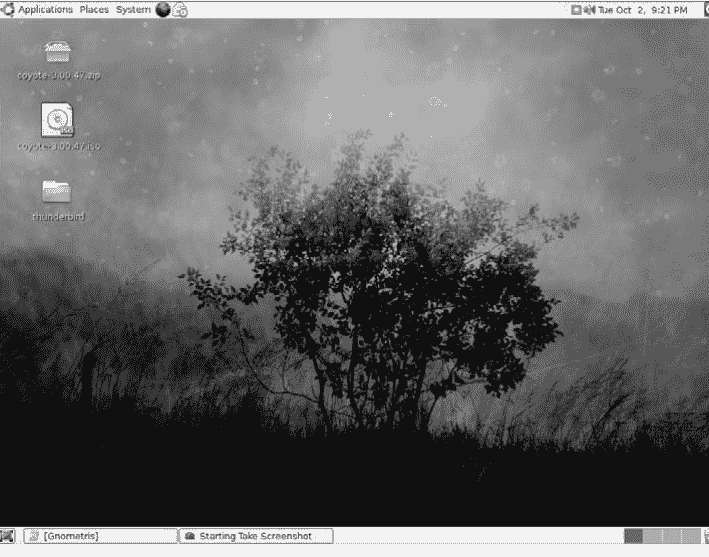 Applications Places System Tue Oct 2, 9:21 PM
coyote-3.00.47.zip
coyote-3.00.47.iso
thunderbird
[Gnometris] Starting Take Screenshot